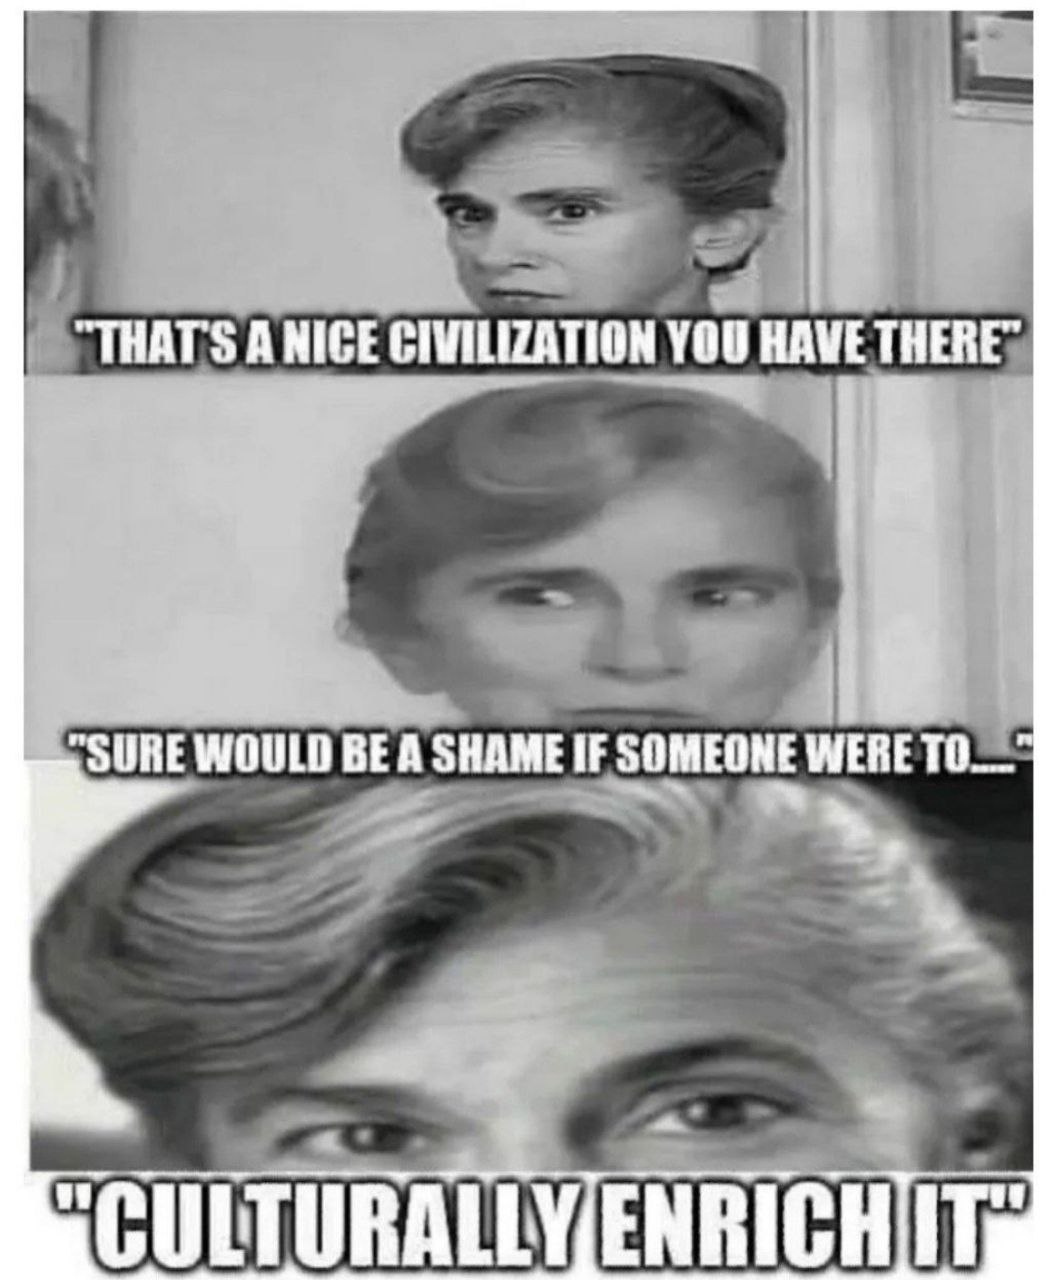 "THAT'S A NICE CIVILIZATION YOU HAVE THERE"
"SURE WOULD BE A SHAME IF SOMEONE WERE TO....."
"CULTURALLY ENRICH IT"